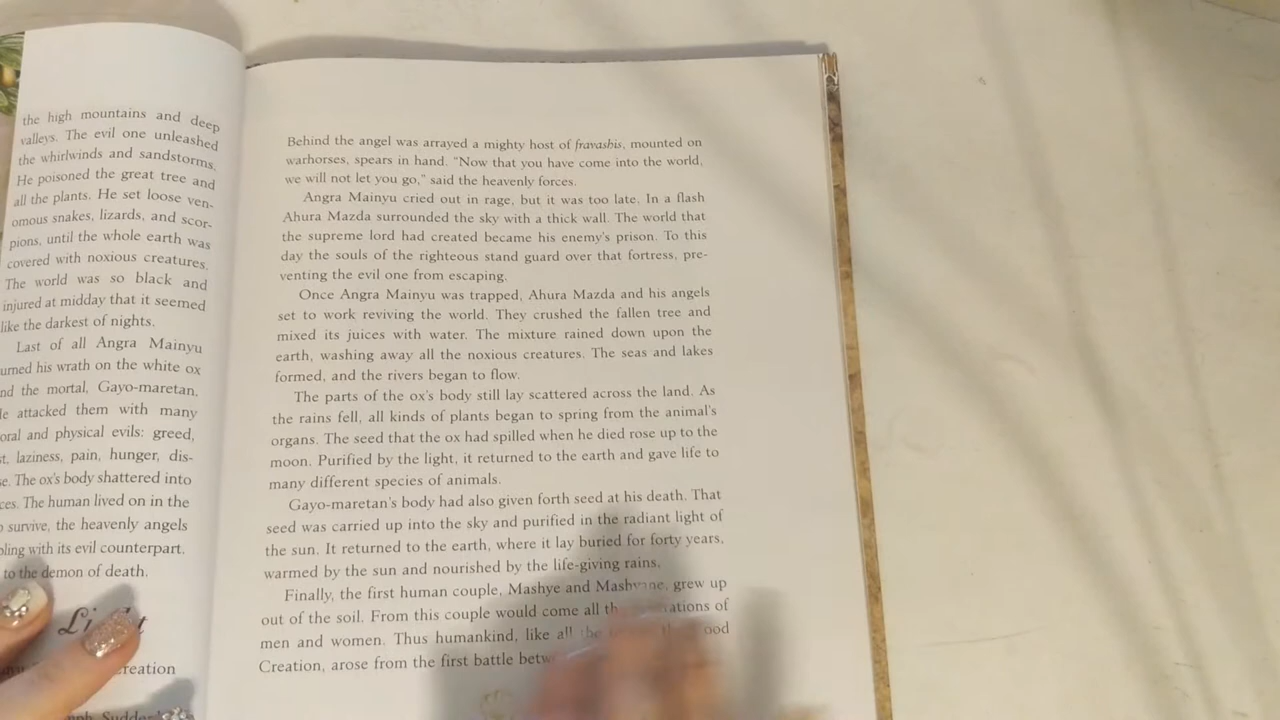 the high mountains and deep
valleys. The evil one unleashed
the whirlwinds and sandstorms.
He poisoned the great tree and
all the plants. He set loose ven-
omous snakes, lizards, and scor-
pions, until the whole earth was
covered with noxious creatures.
The world was so black and
injured at midday that it seemed
like the darkest of nights.
Last of all Angra Mainyu
urned his wrath on the white ox
nd the mortal, Gayo-maretan.
le attacked them with many
oral and physical evils: greed,
st, laziness, pain, hunger, dis-
se. The ox's body shattered into
ces. The human lived on in the
o survive, the heavenly angels
bling with its evil counterpart.
to the demon of death.
reation
Behind the angel was arrayed a mighty host of fravashis, mounted on
warhorses, spears in hand. "Now that you have come into the world,
we will not let you go," said the heavenly forces.
Angra Mainyu cried out in rage, but it was too late. In a flash
Ahura Mazda surrounded the sky with a thick wall. The world that
the supreme lord had created became his enemy's prison. To this
day the souls of the righteous stand guard over that fortress, pre-
venting the evil one from escaping.
Once Angra Mainyu was trapped, Ahura Mazda and his angels
set to work reviving the world. They crushed the fallen tree and
mixed its juices with water. The mixture rained down upon the
earth, washing away all the noxious creatures. The seas and lakes
formed, and the rivers began to flow.
The parts of the ox's body still lay scattered across the land. As
the rains fell, all kinds of plants began to spring from the animal's
organs. The seed that the ox had spilled when he died rose up to the
moon. Purified by the light, it returned to the earth and gave life to
many different species of animals.
Gayo-maretan's body had also given forth seed at his death. That
seed was carried up into the sky and purified in the radiant light of
the sun. It returned to the earth, where it lay buried for forty years,
warmed by the sun and nourished by the life-giving rains.
Finally, the first human couple, Mashye and Mashyane, grew up
out of the soil. From this couple would come all the ations of
men and women. Thus humankind, like all the ood
Creation, arose from the first battle betw